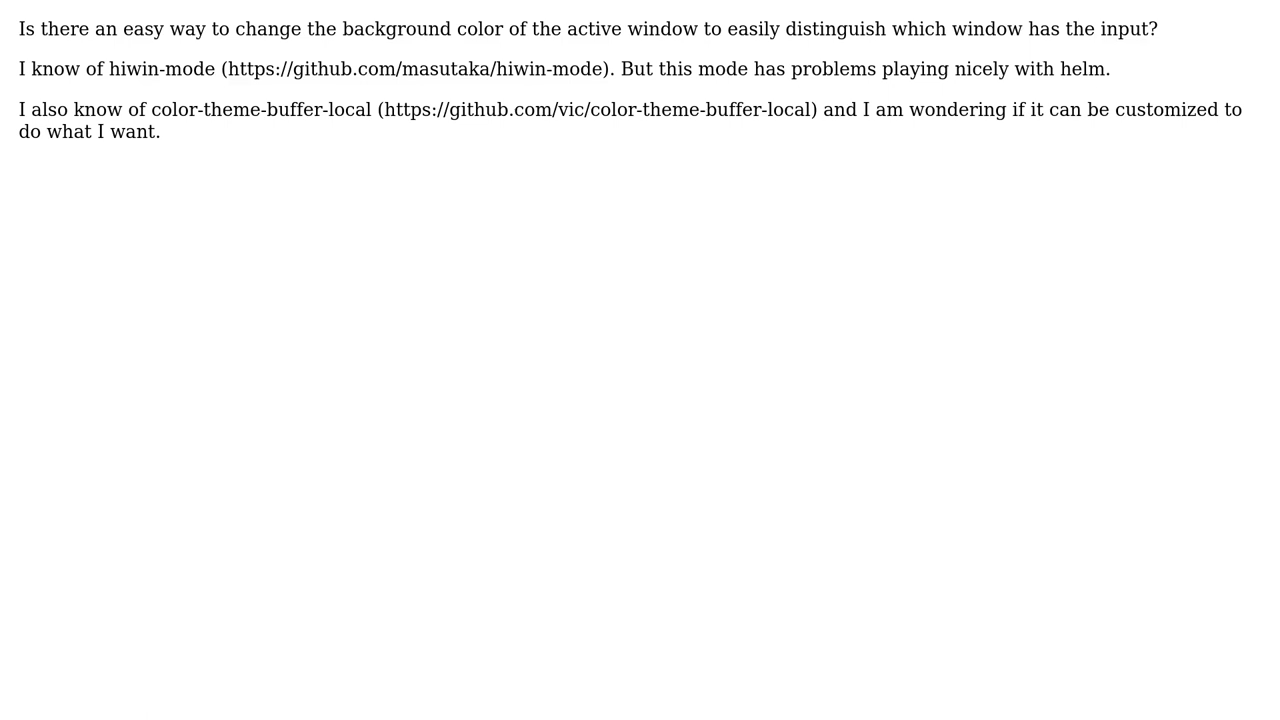 Is there an easy way to change the background color of the active window to easily distinguish which window has the input?
I know of hiwin-mode (https://github.com/masutaka/hiwin-mode). But this mode has problems playing nicely with helm.
I also know of color-theme-buffer-local (https://github.com/vic/color-theme-buffer-local) and I am wondering if it can be customized to
do what I want.